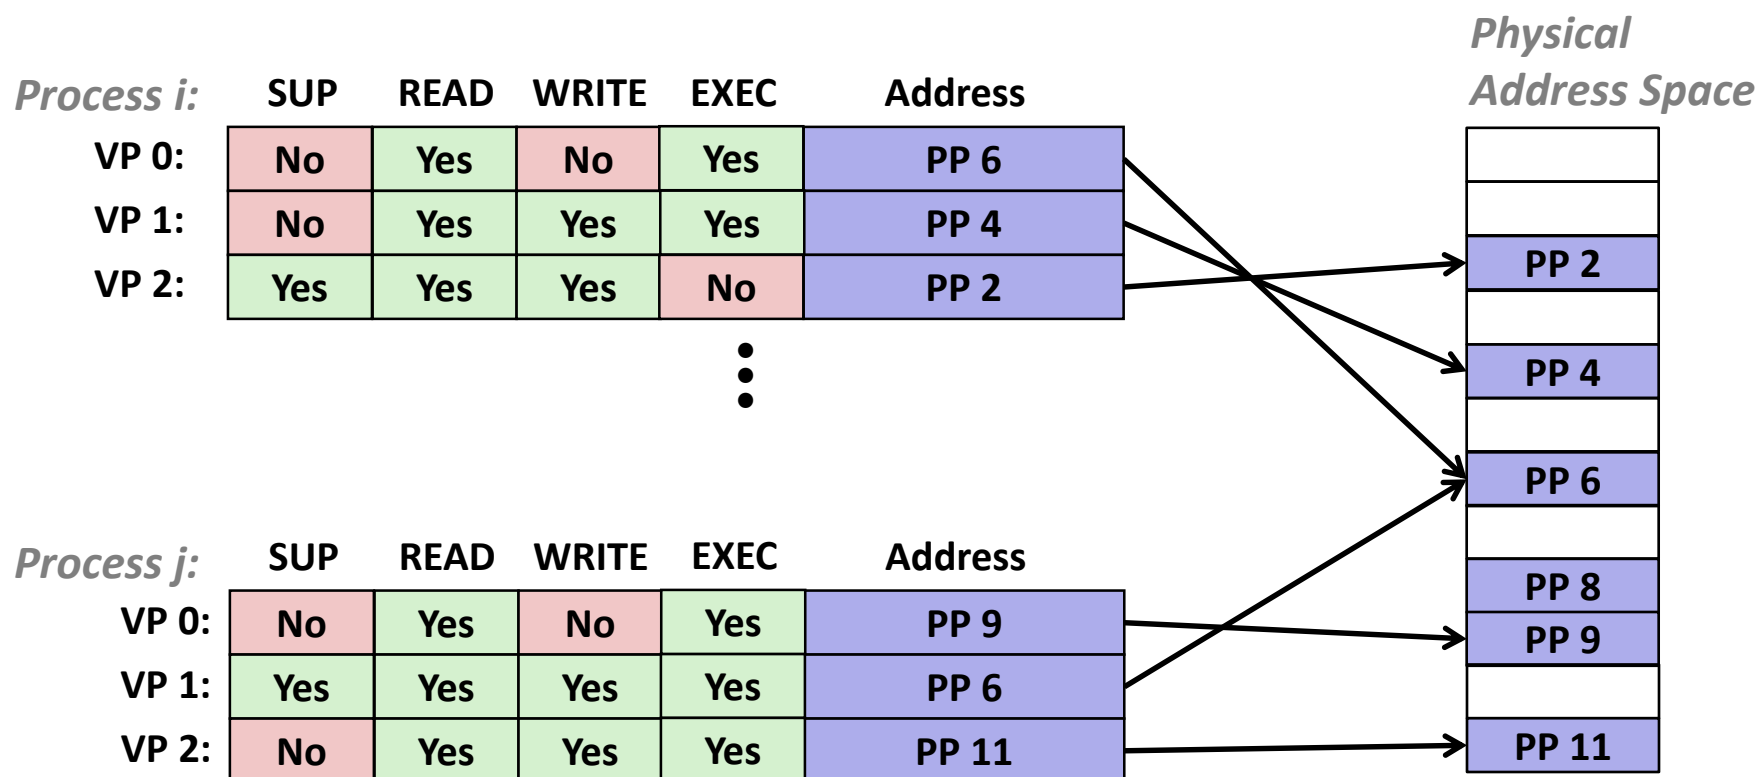 Physical
Address Space
Process i: SUP READ WRITE EXEC Address
VP 0: No Yes No Yes PP 6
VP 1: No Yes Yes Yes PP 4
VP 2: Yes Yes Yes No PP 2
PP 2
PP 4
PP 6
PP 8
PP 9
PP 11
Process j: SUP READ WRITE EXEC Address
VP 0: No Yes No Yes PP 9
VP 1: Yes Yes Yes Yes PP 6
VP 2: No Yes Yes Yes PP 11